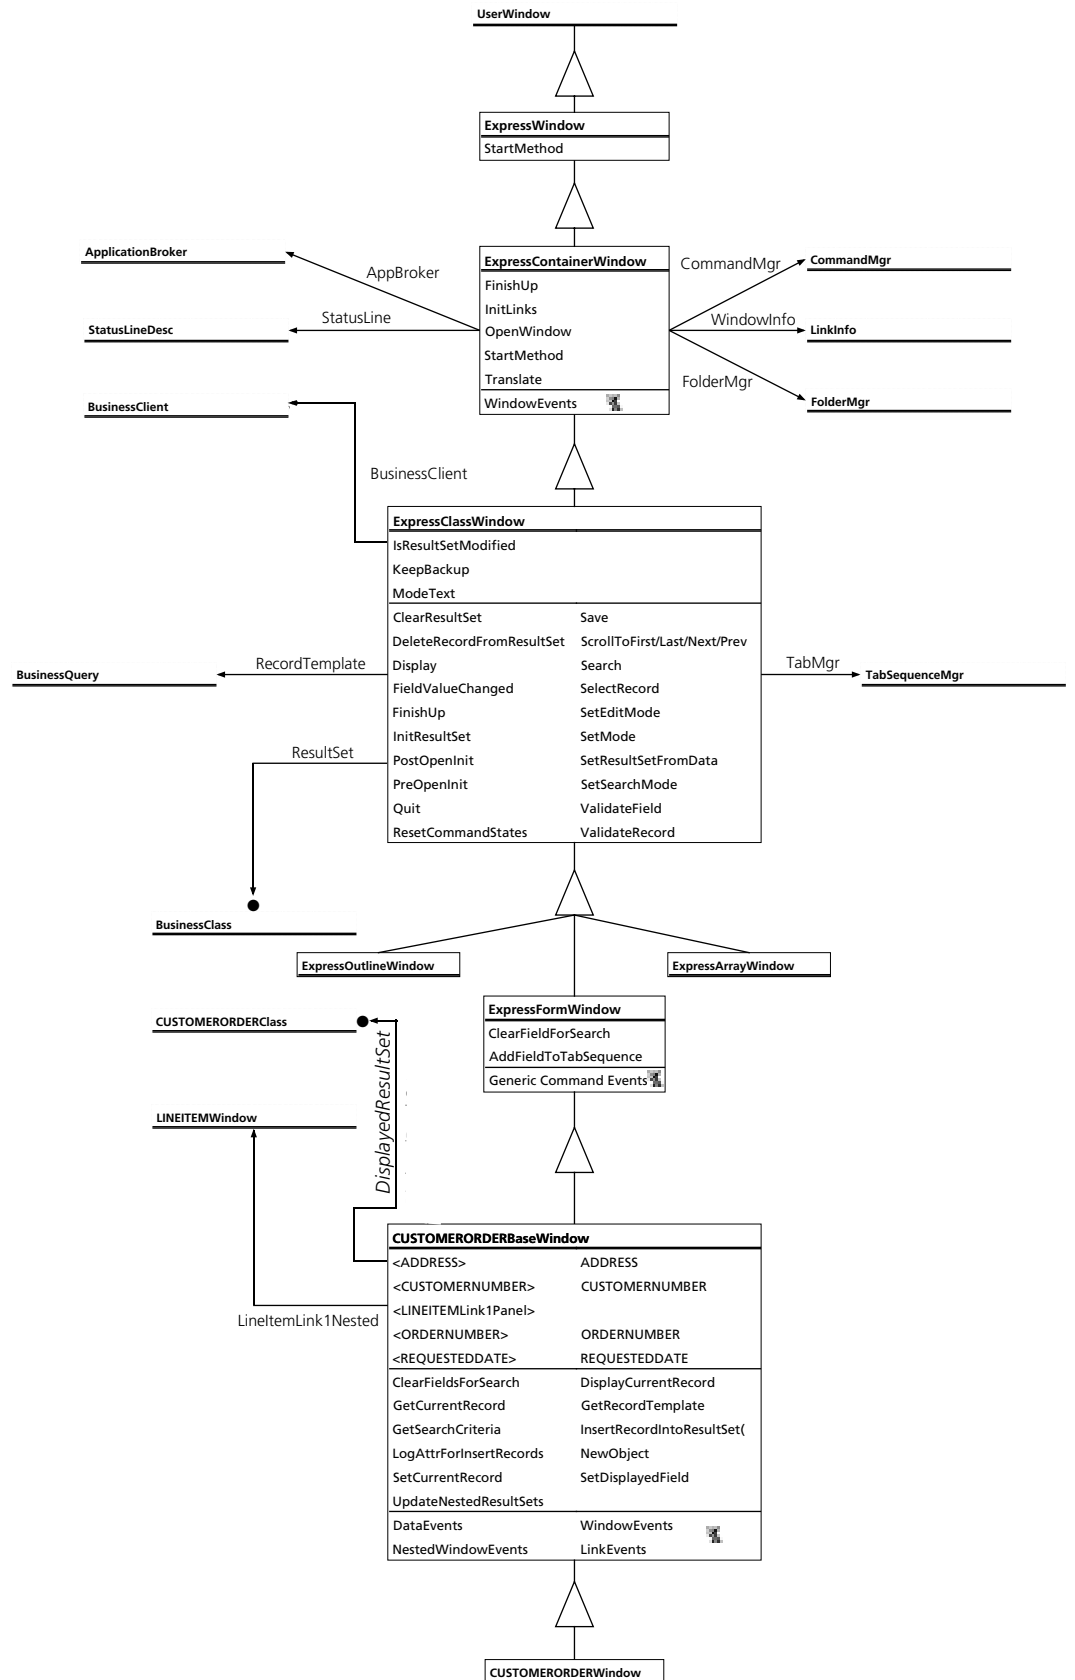 UserWindow
ExpressWindow
StartMethod
ApplicationBroker
AppBroker
StatusLine
StatusLineDesc
BusinessClient
ExpressContainerWindow
FinishUp
InitLinks
OpenWindow
StartMethod
Translate
WindowEvents
CommandMgr
CommandMgr
WindowInfo
LinkInfo
FolderMgr
FolderMgr
BusinessClient
ExpressClassWindow
IsResultSetModified
KeepBackup
ModeText
ClearResultSet Save
DeleteRecordFromResultSet ScrollToFirst/Last/Next/Prev
Display Search
FieldValueChanged SelectRecord
FinishUp SetEditMode
InitResultSet SetMode
PostOpenInit SetResultSetFromData
PreOpenInit SetSearchMode
Quit ValidateField
ResetCommandStates ValidateRecord
RecordTemplate
BusinessQuery
TabMgr
TabSequenceMgr
ResultSet
BusinessClass
ExpressOutlineWindow
ExpressArrayWindow
ExpressFormWindow
ClearFieldForSearch
AddFieldToTabSequence
Generic Command Events
CUSTOMERORDERClass
DisplayedResultSet
LINEITEMWindow
LineItemLink1Nested
CUSTOMERORDERBaseWindow
<ADDRESS> ADDRESS
<CUSTOMERNUMBER> CUSTOMERNUMBER
<LINEITEMLink1Panel>
<ORDERNUMBER> ORDERNUMBER
<REQUESTEDDATE> REQUESTEDDATE
ClearFieldsForSearch DisplayCurrentRecord
GetCurrentRecord GetRecordTemplate
GetSearchCriteria InsertRecordIntoResultSet(
LogAttrForInsertRecords NewObject
SetCurrentRecord SetDisplayedField
UpdateNestedResultSets
DataEvents WindowEvents
NestedWindowEvents LinkEvents
CUSTOMERORDERWindow